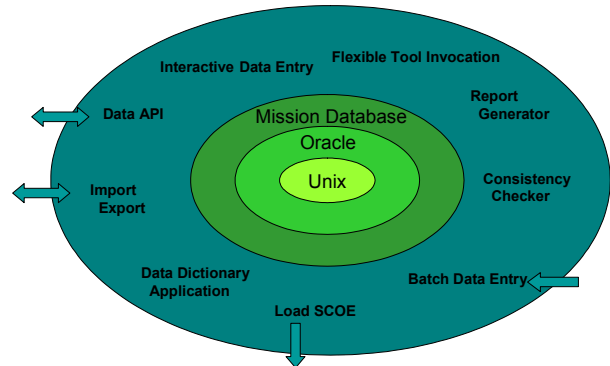 Flexible Tool Invocation
Interactive Data Entry
Data API
Report
Generator
Mission Database
Oracle
Unix
Import
Export
Consistency
Checker
Data Dictionary
Application
Batch Data Entry
Load SCOE